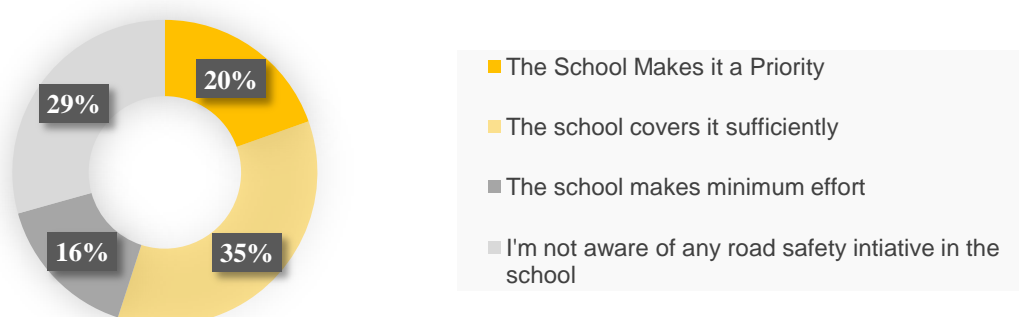 20%
29%
16%
35%
The School Makes it a Priority
The school covers it sufficiently
The school makes minimum effort
I'm not aware of any road safety intiative in the
school